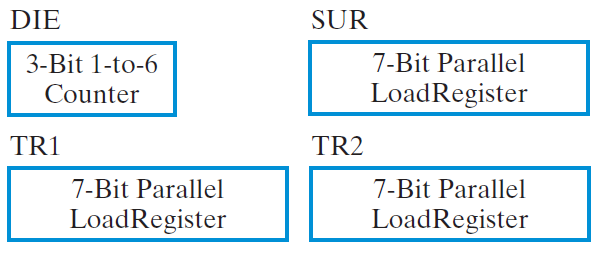 DIE
3-Bit 1-to-6
Counter
SUR
7-Bit Parallel
LoadRegister
TR1
7-Bit Parallel
LoadRegister
TR2
7-Bit Parallel
LoadRegister